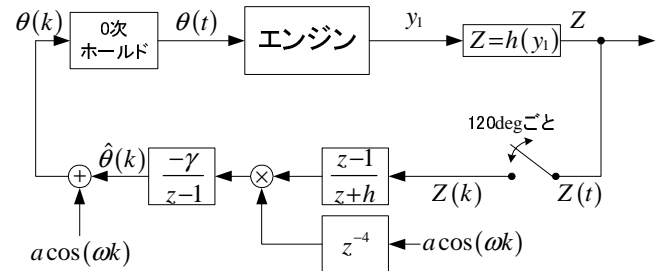 θ(k)
0次
ホールド
θ(t)
エンジン
y₁
Z=h(y₁)
Z
120degごと
θ̂(k)
-γ
z-1
z-1
z+h
Z(k)
Z(t)
+
×
a cos(ωk)
z⁻⁴
a cos(ωk)